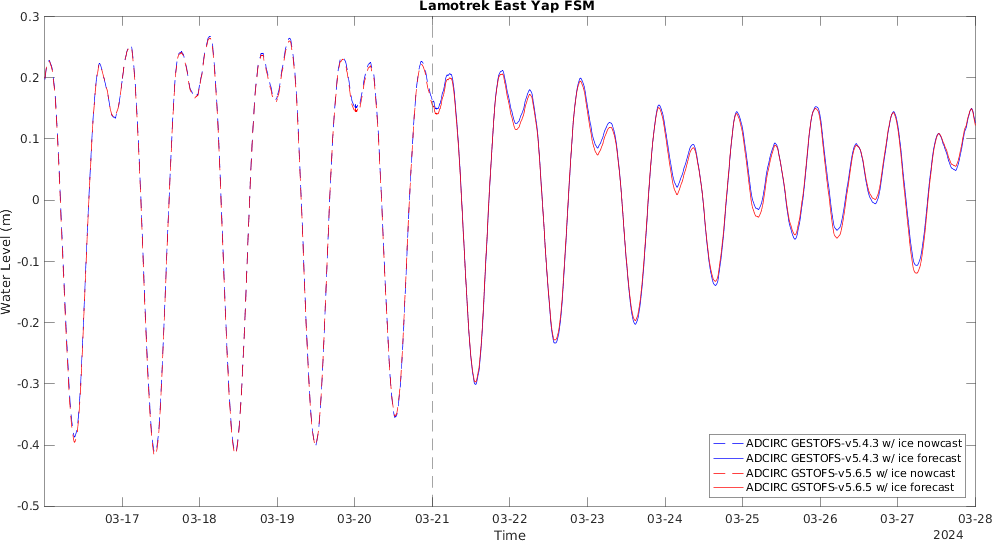 Lamotrek East Yap FSM
0.3
0.2
0.1
0
-0.1
-0.2
-0.3
-0.4
-0.5
Water Level (m)
ADCIRC GESTOFS-v5.4.3 w/ ice nowcast
ADCIRC GESTOFS-v5.4.3 w/ ice forecast
ADCIRC GSTOFS-v5.6.5 w/ ice nowcast
ADCIRC GSTOFS-v5.6.5 w/ ice forecast
03-17 03-18 03-19 03-20 03-21 03-22 03-23 03-24 03-25 03-26 03-27 03-28
Time
2024